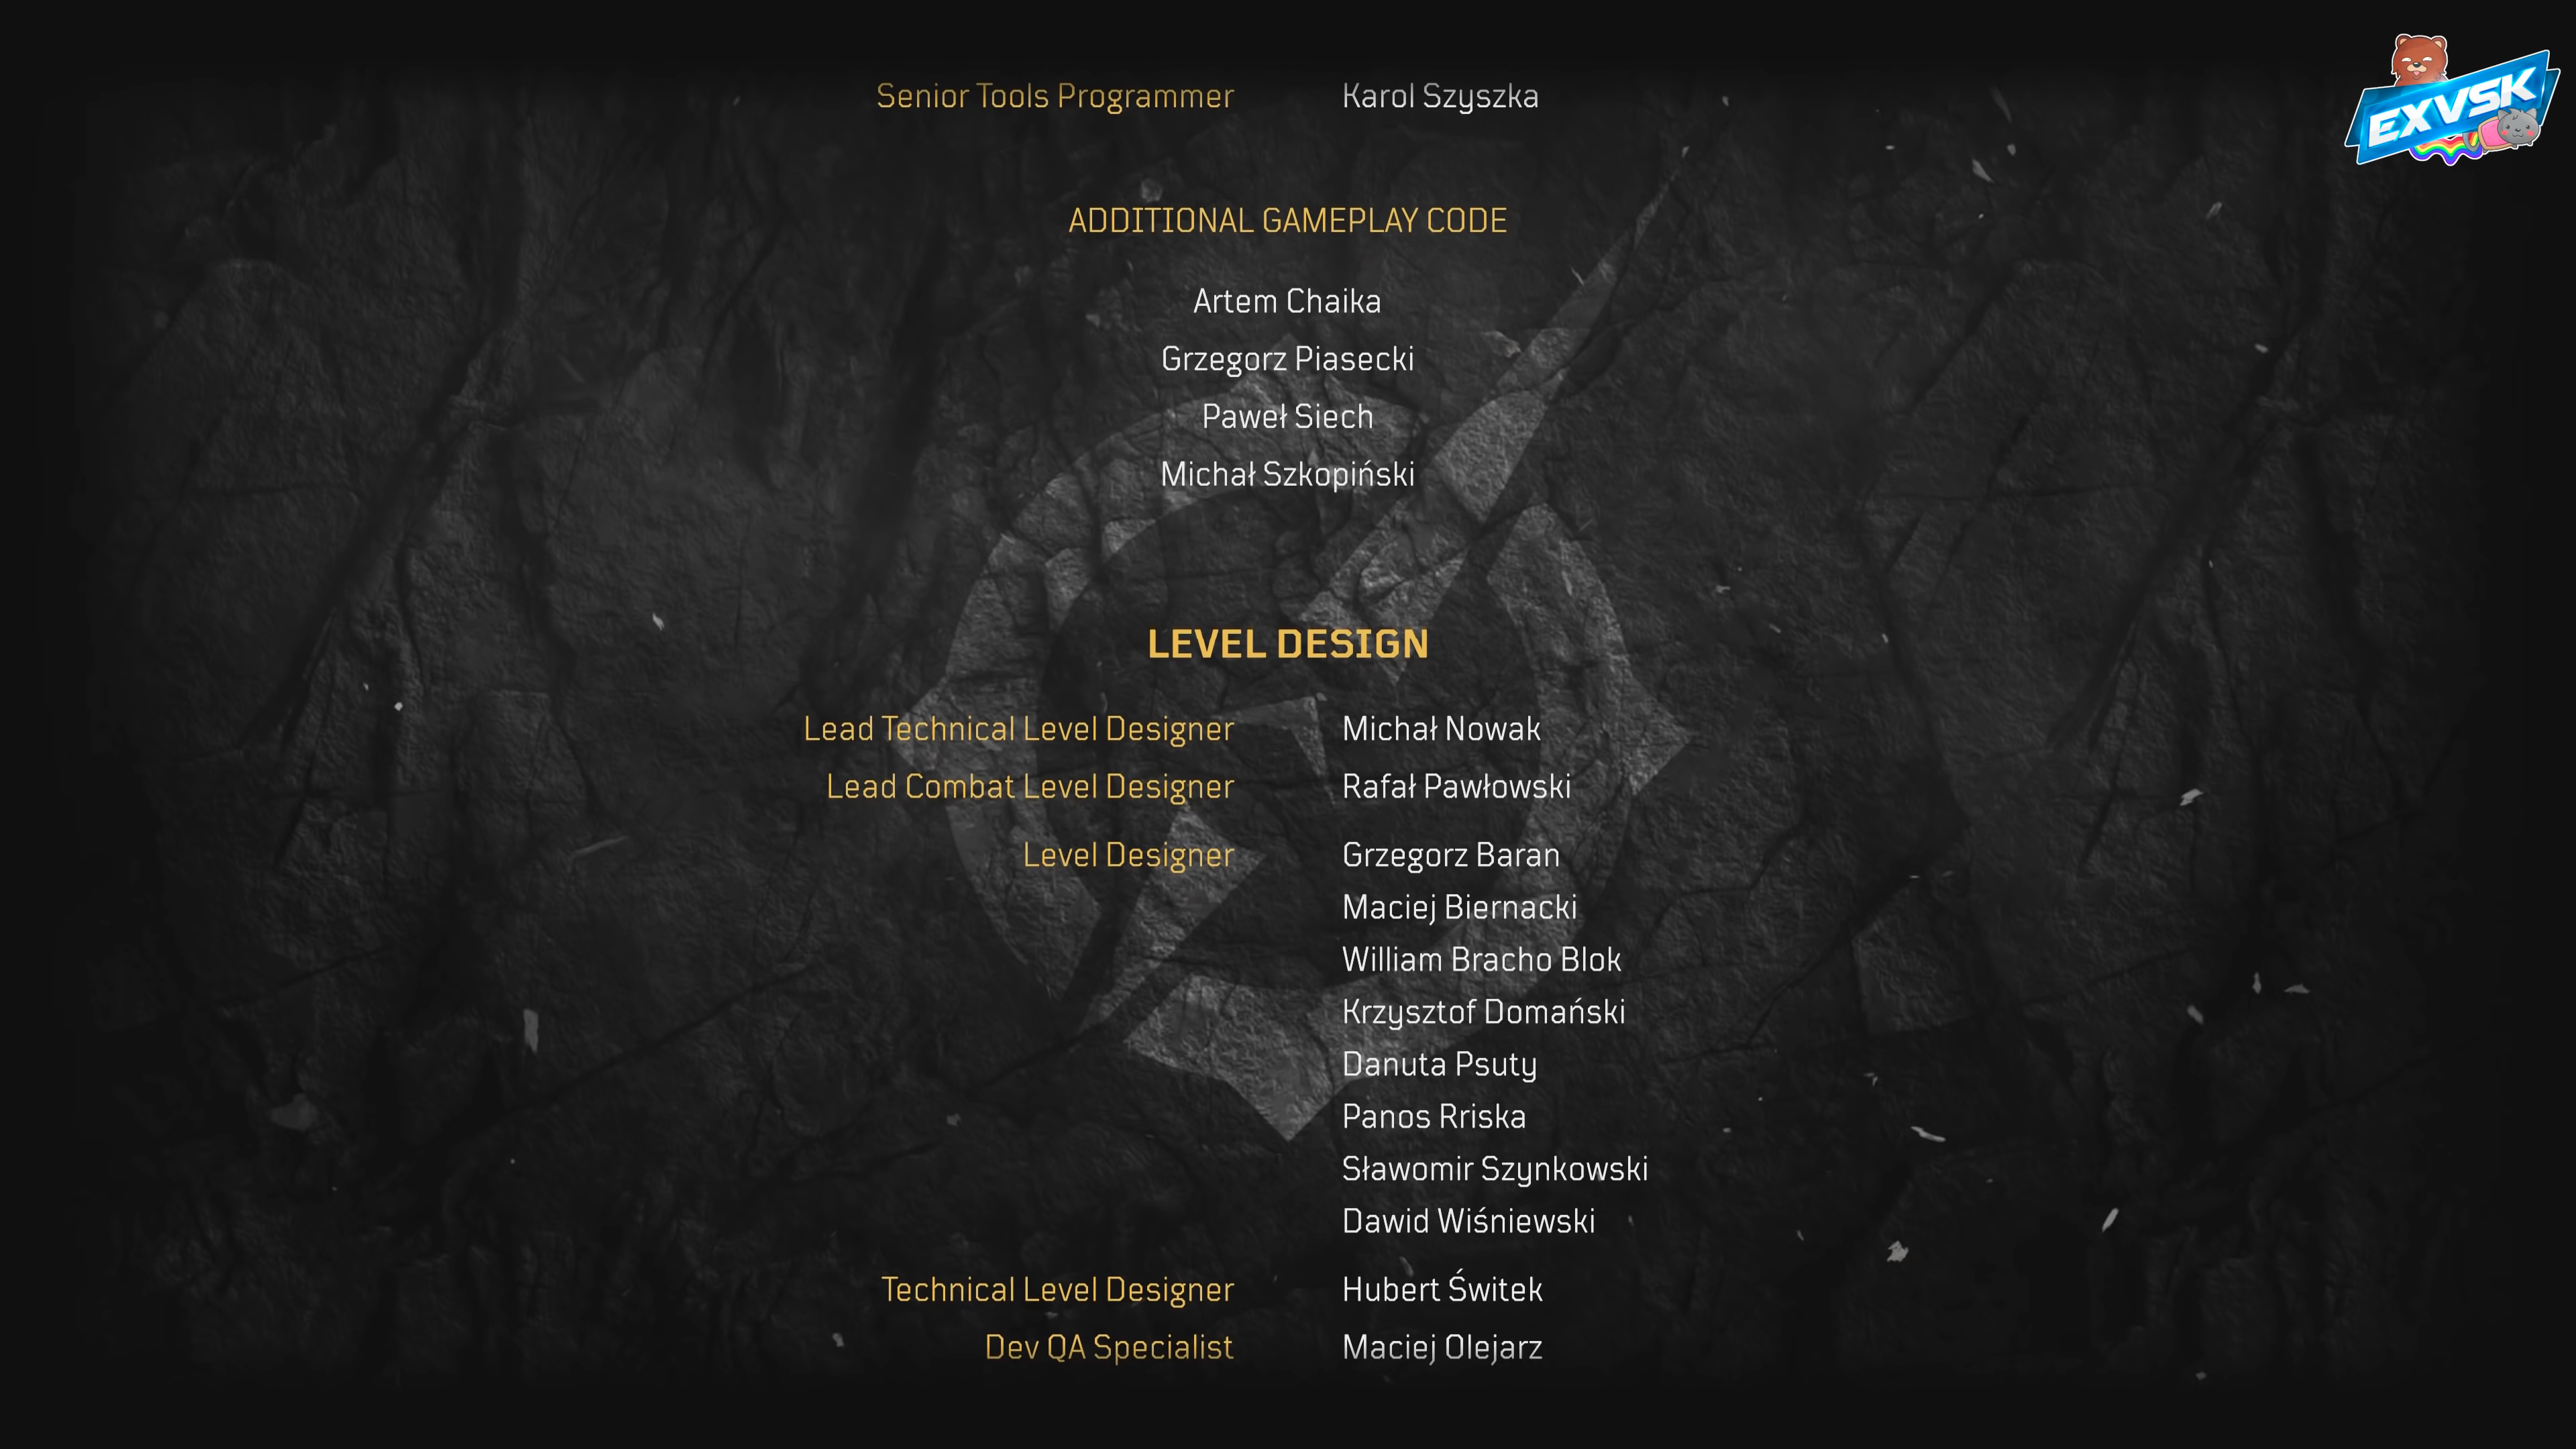 EXVSK
Senior Tools Programmer Karol Szyszka
ADDITIONAL GAMEPLAY CODE
Artem Chaika
Grzegorz Piasecki
Paweł Siech
Michał Szkopiński
LEVEL DESIGN
Lead Technical Level Designer Michał Nowak
Lead Combat Level Designer Rafał Pawłowski
Level Designer Grzegorz Baran
Maciej Biernacki
William Bracho Blok
Krzysztof Domański
Danuta Psuty
Panos Rriska
Sławomir Szynkowski
Dawid Wiśniewski
Technical Level Designer Hubert Świtek
Dev QA Specialist Maciej Olejarz